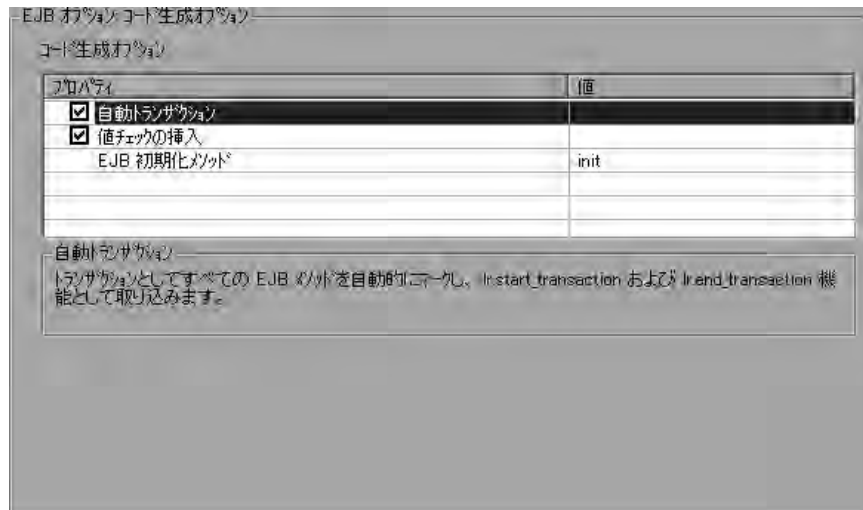 EJB オプション コード生成オプション
コード生成オプション
プロパティ 値
自動トランザクション
値チェックの挿入
EJB 初期化メソッド init
自動トランザクション
トランザクションとしてすべての EJB メソッドを自動的にマークし、lr.start_transaction および lr.end_transaction 機
能として取り込みます。